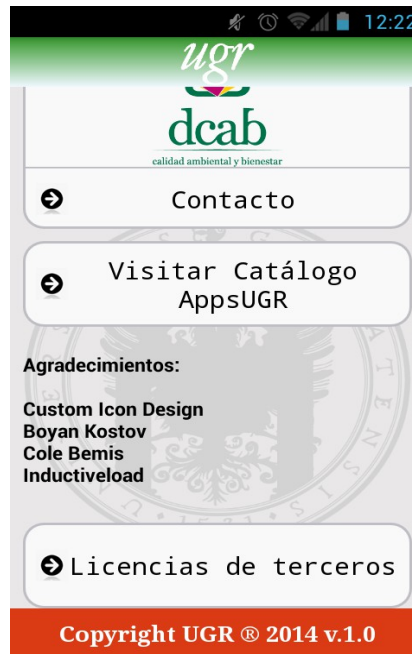 12:22
ugr
dcab
calidad ambiental y bienestar
Contacto
Visitar Catálogo
AppsUGR
Agradecimientos:
Custom Icon Design
Boyan Kostov
Cole Bemis
Inductiveload
1531
Licencias de terceros
Copyright UGR ® 2014 v.1.0